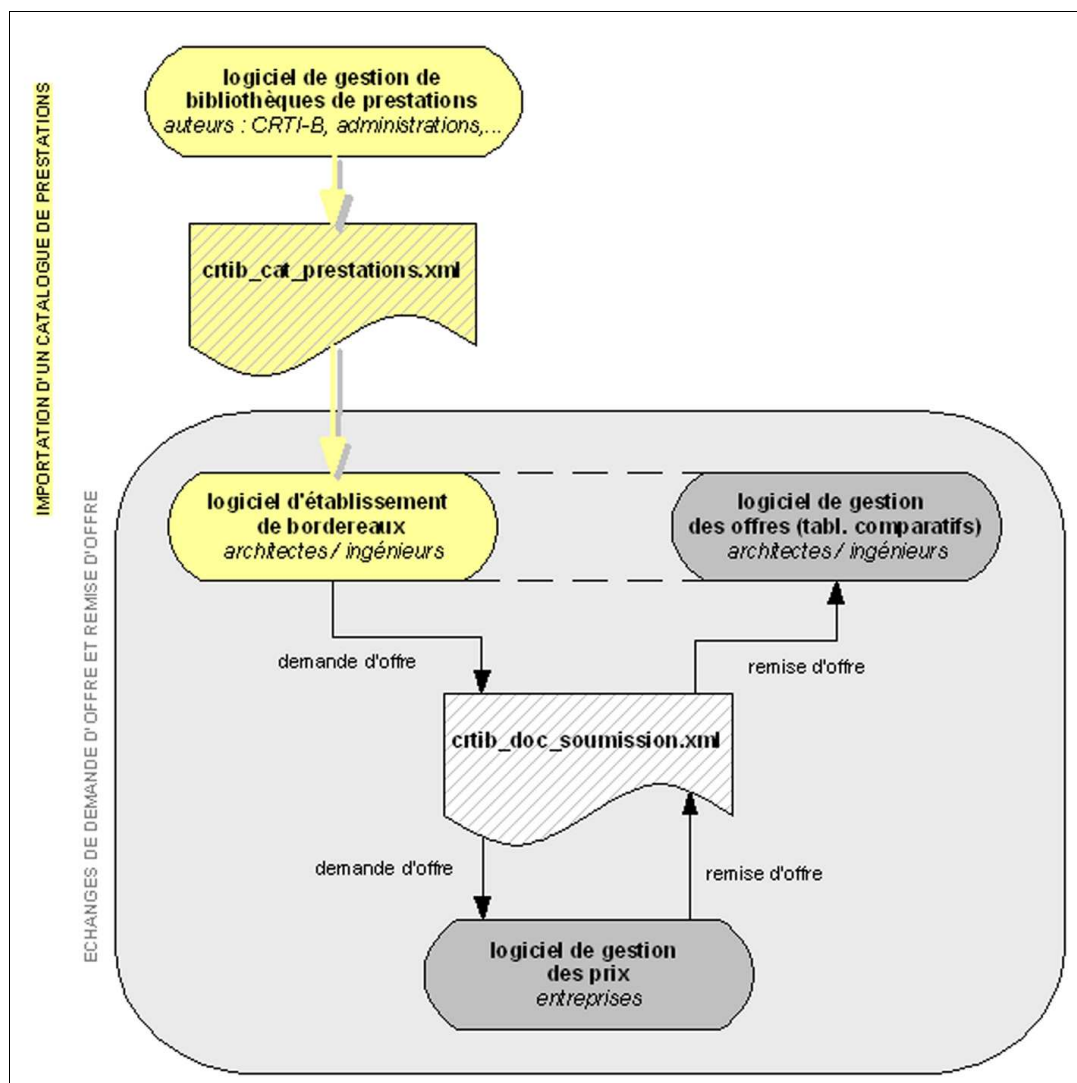 IMPORTATION D'UN CATALOGUE DE PRESTATIONS
logiciel de gestion de
bibliothèques de prestations
auteurs : CRTI-B, administrations,...
crtib_cat_prestations.xml
ECHANGES DE DEMANDE D'OFFRE ET REMISE D'OFFRE
logiciel d'établissement
de bordereaux
architectes / ingénieurs
logiciel de gestion
des offres (tabl. comparatifs)
architectes / ingénieurs
demande d'offre
remise d'offre
crtib_doc_soumission.xml
demande d'offre
remise d'offre
logiciel de gestion
des prix
entreprises